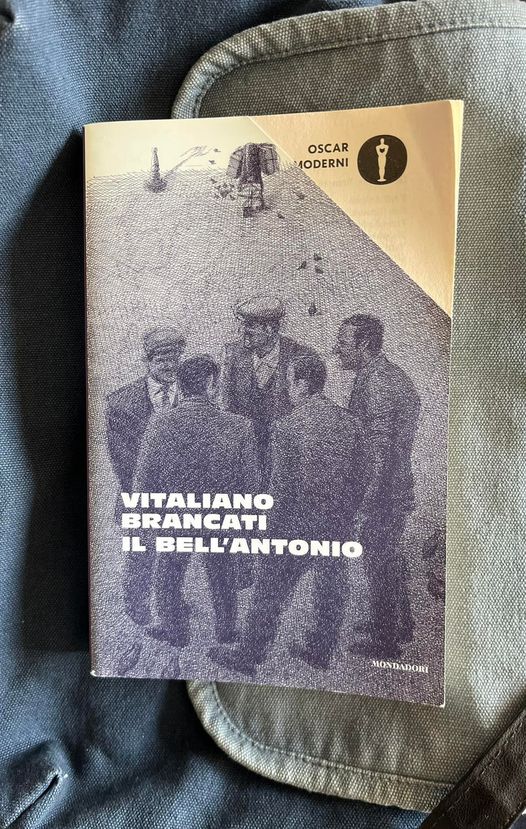 OSCAR
MODERNI
VITALIANO
BRANCATI
IL BELL'ANTONIO
MONDADORI